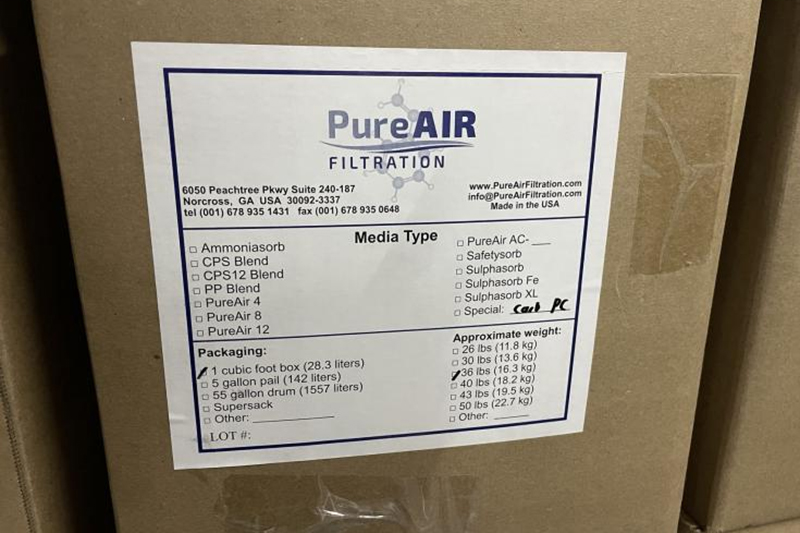 PureAIR
FILTRATION
6050 Peachtree Pkwy Suite 240-187
Norcross, GA USA 30092-3337
tel (001) 678 935 1431 fax (001) 678 935 0648
www.PureAirFiltration.com
info@PureAirFiltration.com
Made in the USA
Media Type
Ammoniasorb
CPS Blend
CPS12 Blend
PP Blend
PureAir 4
PureAir 8
PureAir 12
PureAir AC-___
Safetysorb
Sulphasorb
Sulphasorb Fe
Sulphasorb XL
Special: Carb PC
Packaging:
1 cubic foot box (28.3 liters)
5 gallon pail (142 liters)
55 gallon drum (1557 liters)
Supersack
Other: ____________
LOT #:
Approximate weight:
26 lbs (11.8 kg)
30 lbs (13.6 kg)
36 lbs (16.3 kg)
40 lbs (18.2 kg)
43 lbs (19.5 kg)
50 lbs (22.7 kg)
Other: ______